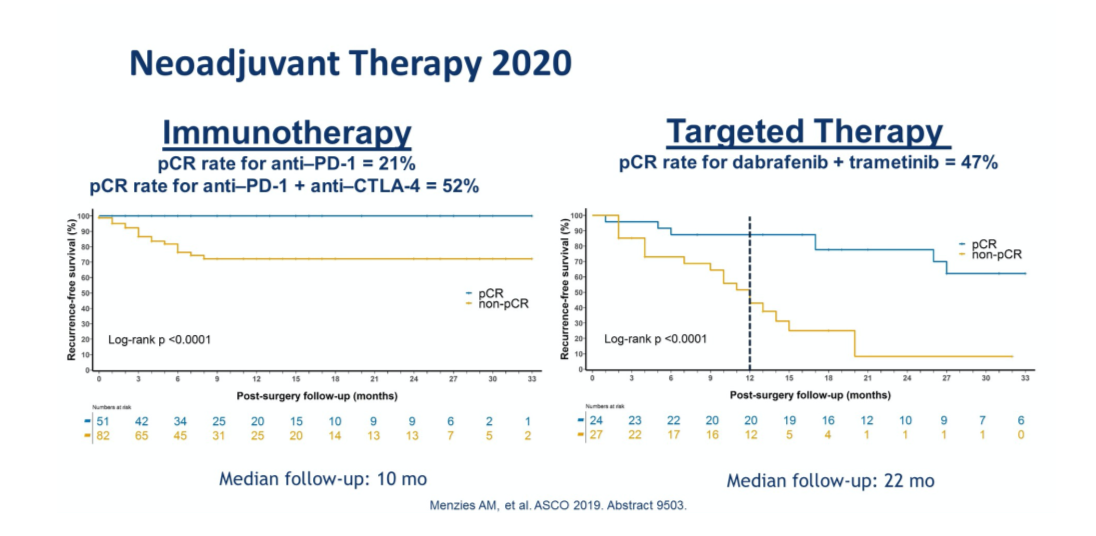 Neoadjuvant Therapy 2020
Immunotherapy
pCR rate for anti–PD-1 = 21%
pCR rate for anti–PD-1 + anti–CTLA-4 = 52%
Recurrence-free survival (%)
100
90
80
70
60
50
40
30
20
10
0
pCR
non-pCR
Log-rank p <0.0001
0 3 6 9 12 15 18 21 24 27 30 33
Post-surgery follow-up (months)
Numbers at risk
51 42 34 25 20 15 10 9 9 6 2 1
82 65 45 31 25 20 14 13 13 7 5 2
Median follow-up: 10 mo
Targeted Therapy
pCR rate for dabrafenib + trametinib = 47%
Recurrence-free survival (%)
100
90
80
70
60
50
40
30
20
10
0
pCR
non-pCR
Log-rank p <0.0001
0 3 6 9 12 15 18 21 24 27 30 33
Post-surgery follow-up (months)
Numbers at risk
24 23 22 20 20 19 16 12 10 9 7 6
27 22 17 16 12 5 4 1 1 1 1 0
Median follow-up: 22 mo
Menzies AM, et al. ASCO 2019. Abstract 9503.